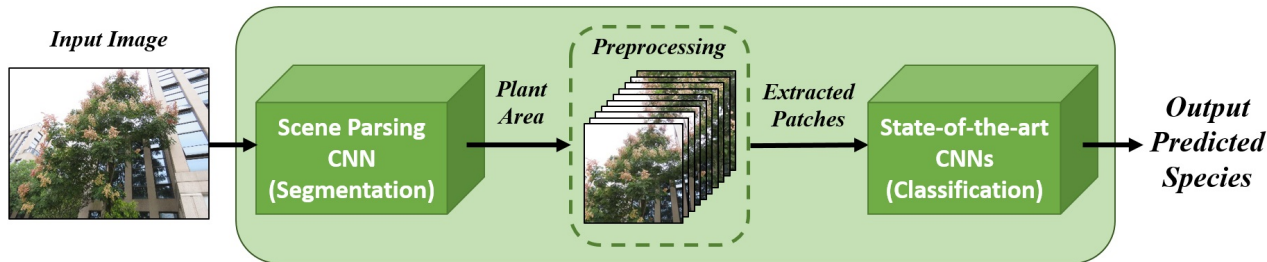 Input Image
Scene Parsing
CNN
(Segmentation)
Plant
Area
Preprocessing
Extracted
Patches
State-of-the-art
CNNs
(Classification)
Output
Predicted
Species